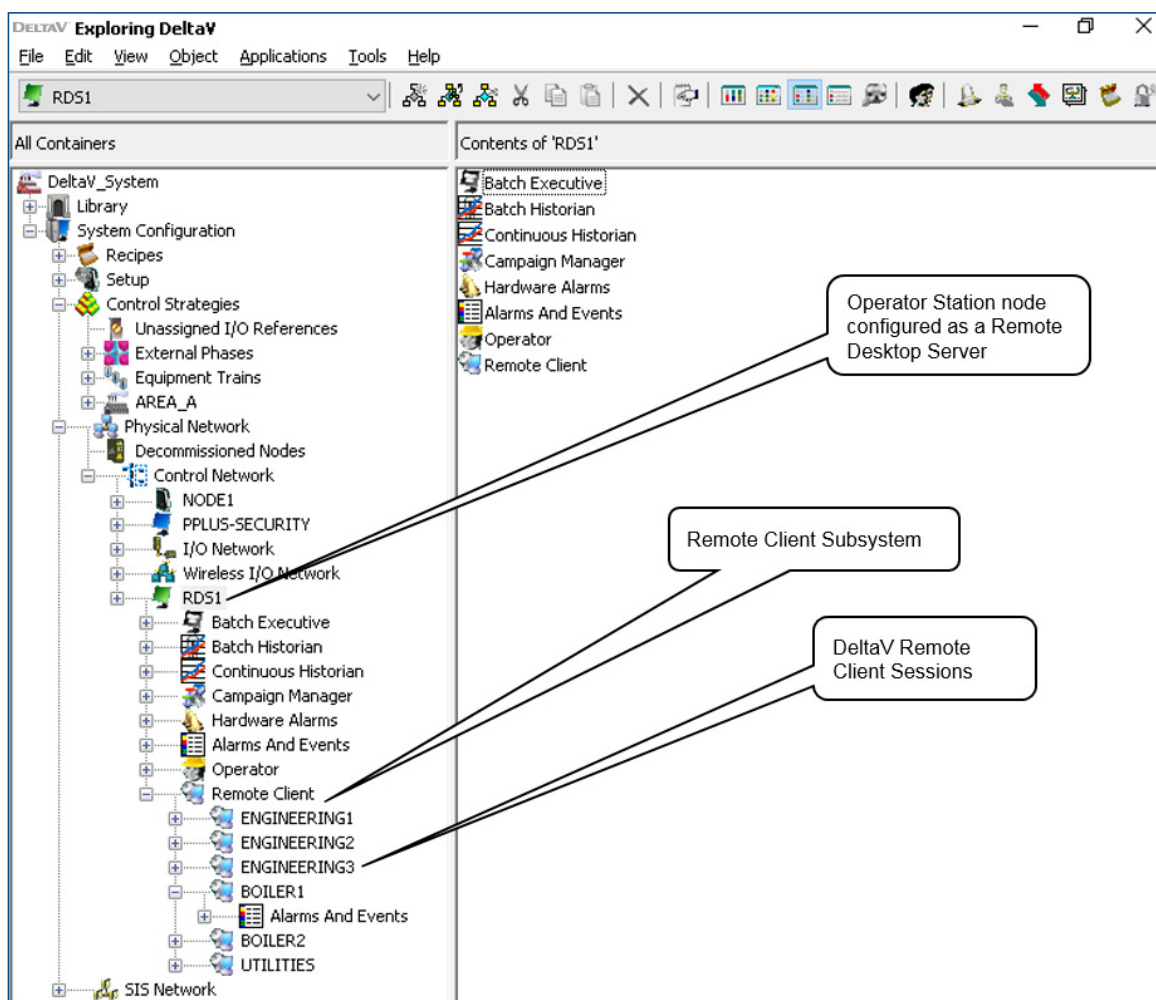 DELTAV Exploring DeltaV
File Edit View Object Applications Tools Help
RDS1
All Containers
Contents of 'RDS1'
DeltaV_System
Library
System Configuration
Recipes
Setup
Control Strategies
Unassigned I/O References
External Phases
Equipment Trains
AREA_A
Physical Network
Decommissioned Nodes
Control Network
NODE1
PPLUS-SECURITY
I/O Network
Wireless I/O Network
RDS1
Batch Executive
Batch Historian
Continuous Historian
Campaign Manager
Hardware Alarms
Alarms And Events
Operator
Remote Client
ENGINEERING1
ENGINEERING2
ENGINEERING3
BOILER1
Alarms And Events
BOILER2
UTILITIES
SIS Network
Batch Executive
Batch Historian
Continuous Historian
Campaign Manager
Hardware Alarms
Alarms And Events
Operator
Remote Client
Operator Station node
configured as a Remote
Desktop Server
Remote Client Subsystem
DeltaV Remote
Client Sessions